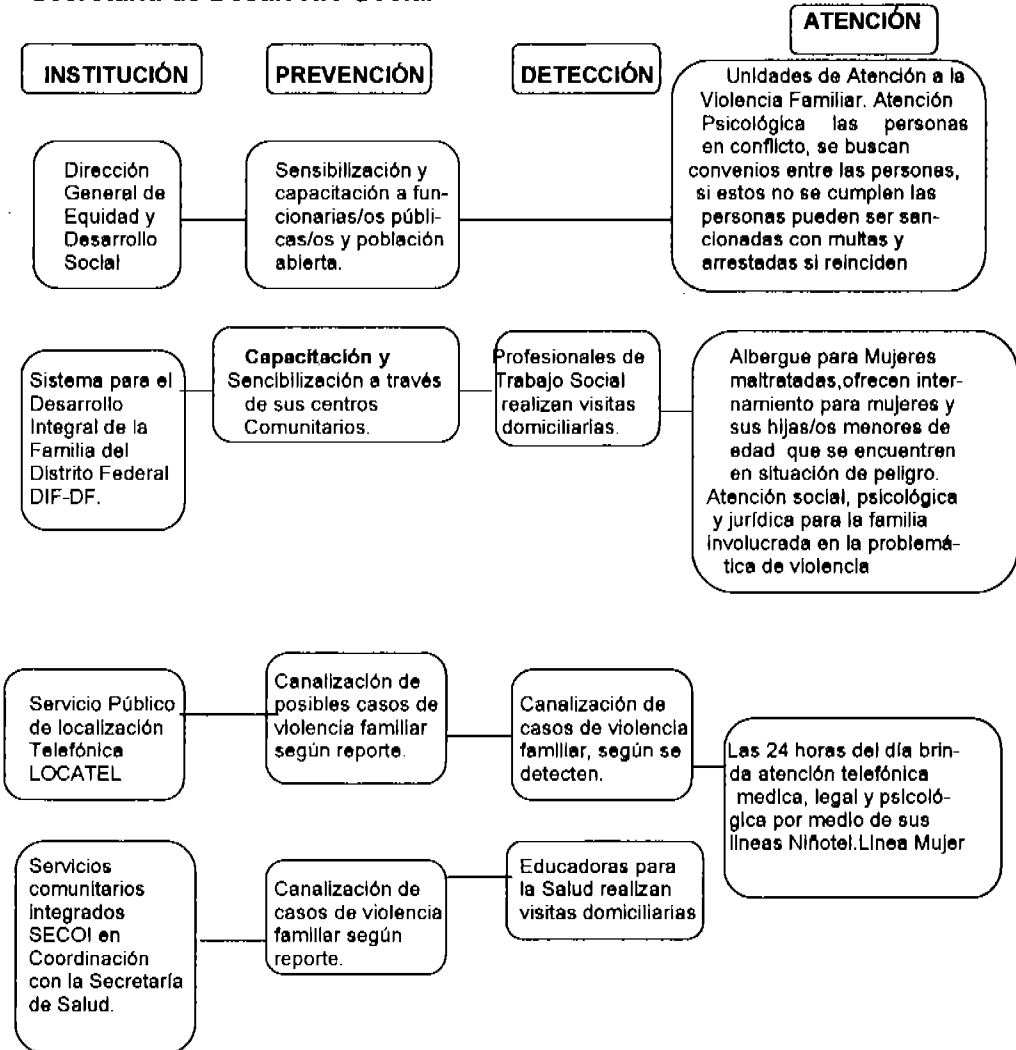 ATENCIÓN
INSTITUCIÓN
PREVENCIÓN
DETECCIÓN
Dirección
General de
Equidad y
Desarrollo
Social
Sensibilización y
capacitación a fun-
cionarias/os públi-
cas/os y población
abierta.
Unidades de Atención a la
Violencia Familiar. Atención
Psicológica las personas
en conflicto, se buscan
convenios entre las personas,
si estos no se cumplen las
personas pueden ser san-
cionadas con multas y
arrestadas si reinciden
Sistema para el
Desarrollo
Integral de la
Familia del
Distrito Federal
DIF-DF.
Capacitación y
Sencibilización a través
de sus centros
Comunitarios.
Profesionales de
Trabajo Social
realizan visitas
domiciliarias.
Albergue para Mujeres
maltratadas,ofrecen inter-
namiento para mujeres y
sus hijas/os menores de
edad que se encuentren
en situación de peligro.
Atención social, psicológica
y jurídica para la familia
involucrada en la problemá-
tica de violencia
Servicio Público
de localización
Telefónica
LOCATEL
Canalización de
posibles casos de
violencia familiar
según reporte.
Canalización de
casos de violencia
familiar, según se
detecten.
Las 24 horas del día brin-
da atención telefónica
medica, legal y psicoló-
gica por medio de sus
lineas Niñotel.Linea Mujer
Servicios
comunitarios
integrados
SECOI en
Coordinación
con la Secretaría
de Salud.
Canalización de
casos de violencia
familiar según
reporte.
Educadoras para
la Salud realizan
visitas domiciliarias